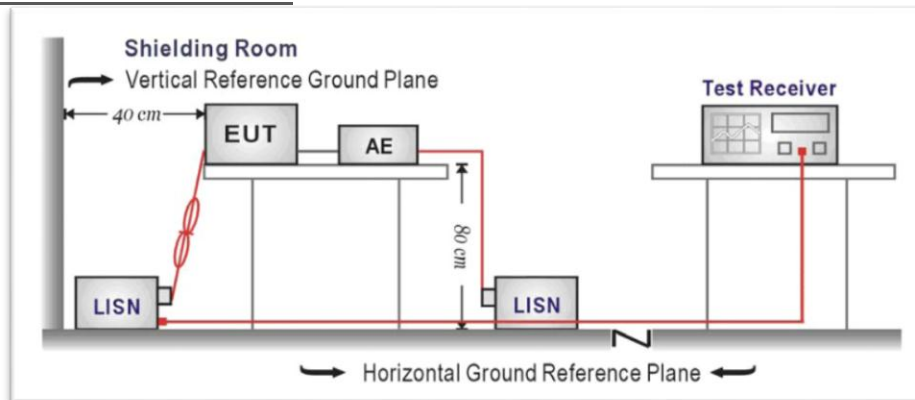 Shielding Room
Vertical Reference Ground Plane
Test Receiver
40 cm
EUT
AE
80 cm
LISN
LISN
Horizontal Ground Reference Plane